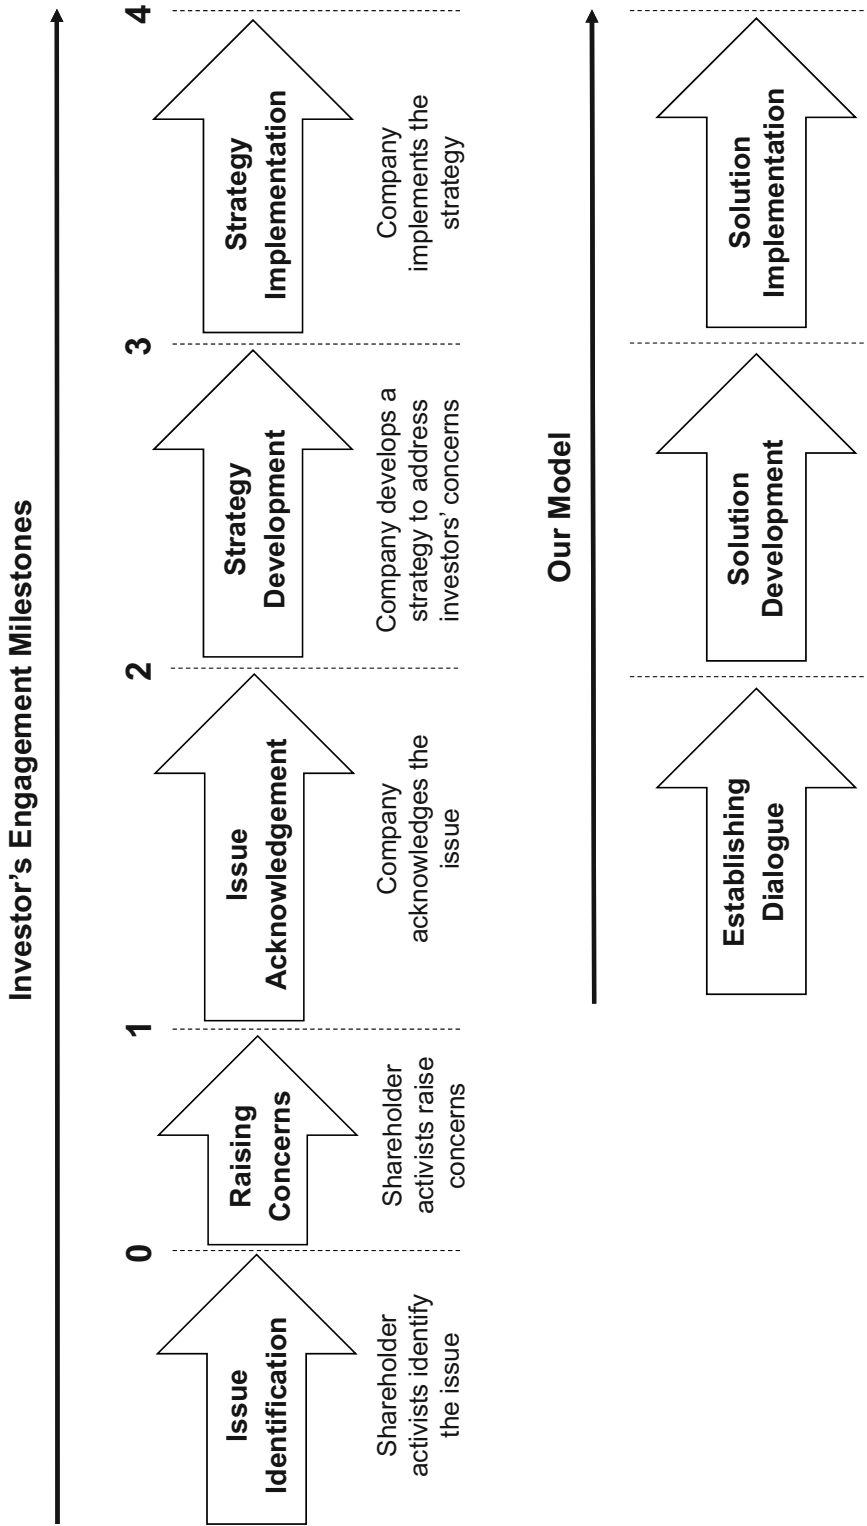 Investor’s Engagement Milestones
0
1
2
3
4
Issue
Identification
Raising
Concerns
Issue
Acknowledgement
Strategy
Development
Strategy
Implementation
Shareholder
activists identify
the issue
Shareholder
activists raise
concerns
Company
acknowledges the
issue
Company develops a
strategy to address
investors’ concerns
Company
implements the
strategy
Our Model
Establishing
Dialogue
Solution
Development
Solution
Implementation